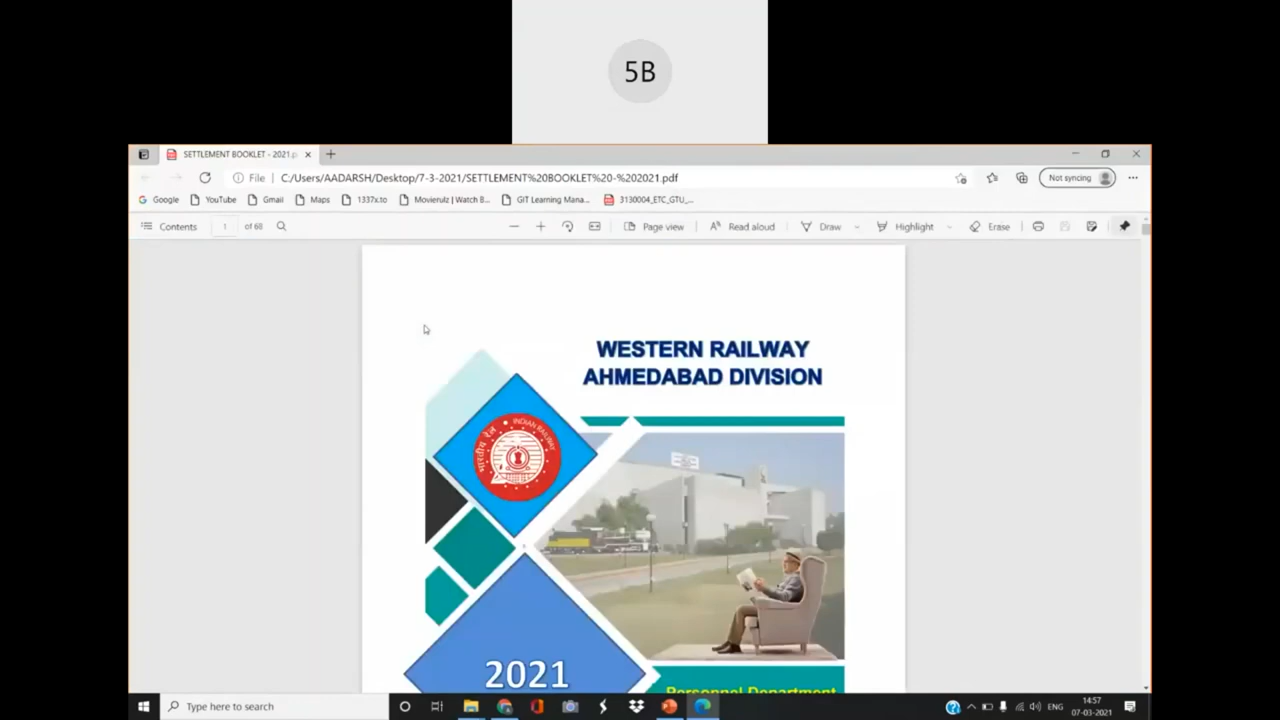 5B
SETTLEMENT BOOKLET - 2021.p
File C:/Users/AADARSH/Desktop/7-3-2021/SETTLEMENT%20BOOKLET%20-%202021.pdf
Not syncing
Google YouTube Gmail Maps 1337x.to Movierulz | Watch B... GIT Learning Mana... 3130004_ETC_GTU_...
Contents 1 of 68 Page view Read aloud Draw Highlight Erase
WESTERN RAILWAY
AHMEDABAD DIVISION
भारतीय रेल INDIAN RAILWAY
2021
Personnel Department
Type here to search
ENG
14:57
07-03-2021